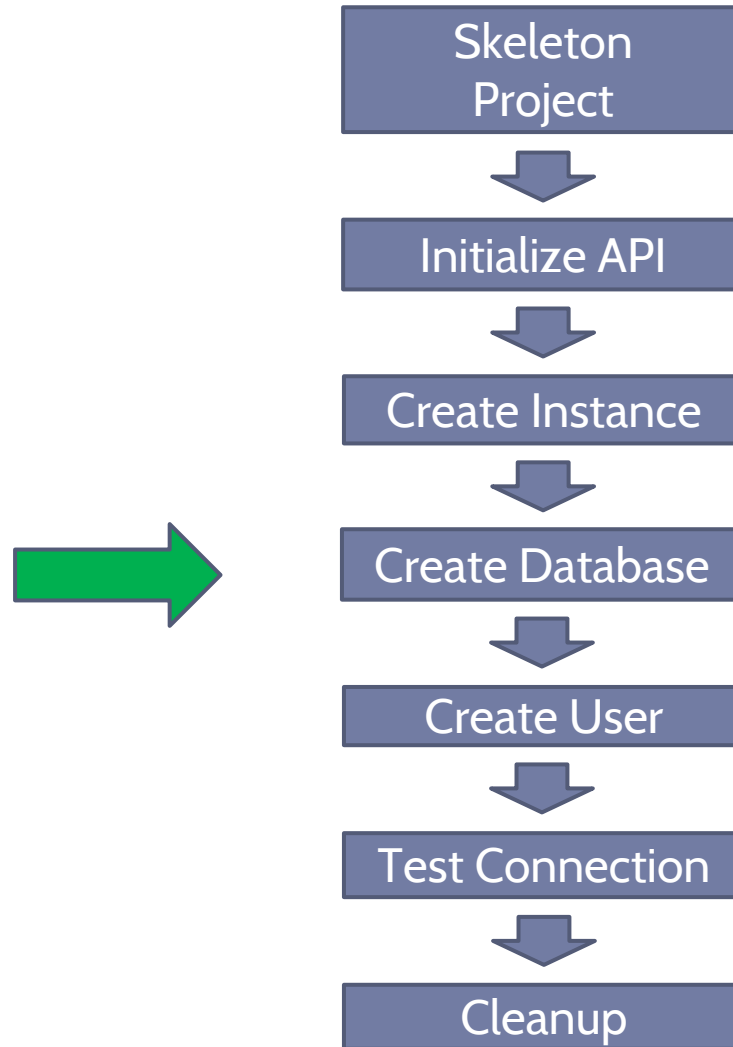 Skeleton
Project
Initialize API
Create Instance
Create Database
Create User
Test Connection
Cleanup